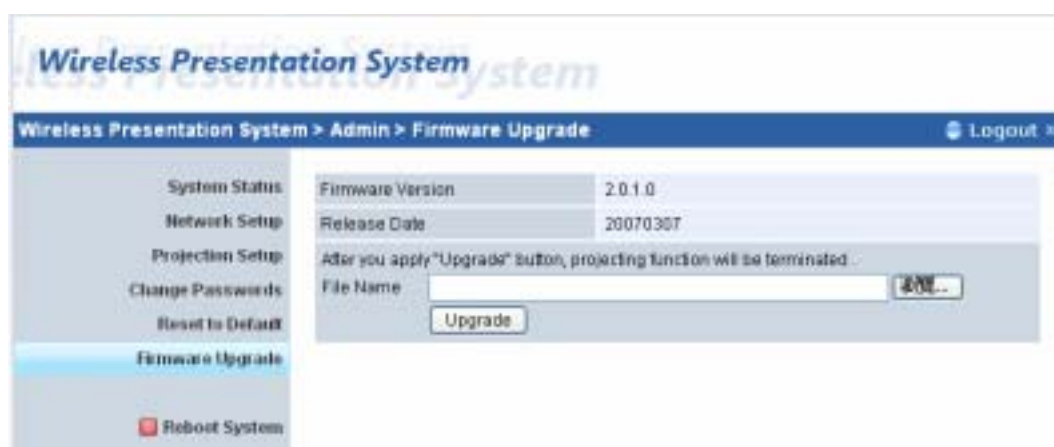 Wireless Presentation System
Wireless Presentation System > Admin > Firmware Upgrade
Logout
System Status
Network Setup
Projection Setup
Change Passwords
Reset to Default
Firmware Upgrade
Reboot System
Firmware Version 2.0.1.0
Release Date 20070307
After you apply "Upgrade" button, projecting function will be terminated.
File Name
Upgrade